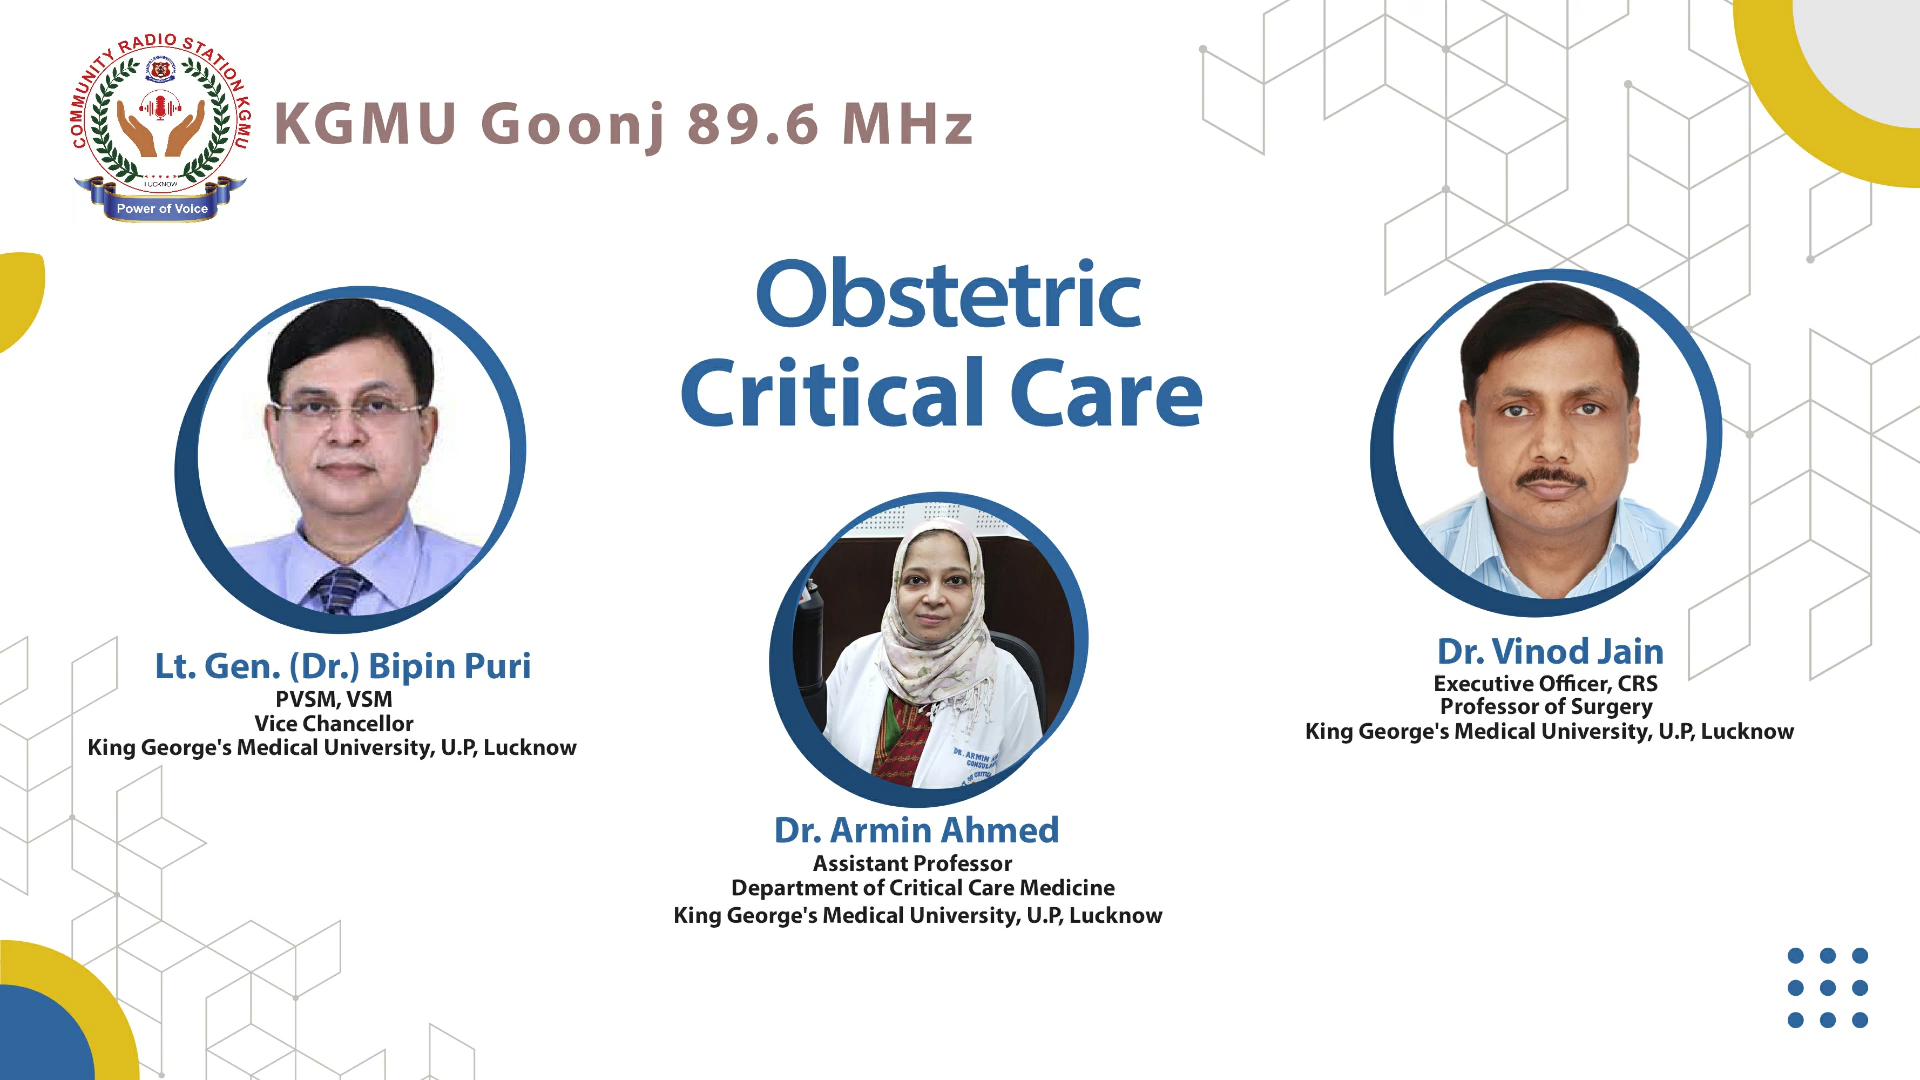 COMMUNITY RADIO STATION KGMU
LUCKNOW
Power of Voice
KGMU Goonj 89.6 MHz
Obstetric
Critical Care
Lt. Gen. (Dr.) Bipin Puri
PVSM, VSM
Vice Chancellor
King George's Medical University, U.P, Lucknow
DR. ARMIN
Dr. Armin Ahmed
Assistant Professor
Department of Critical Care Medicine
King George's Medical University, U.P, Lucknow
Dr. Vinod Jain
Executive Officer, CRS
Professor of Surgery
King George's Medical University, U.P, Lucknow